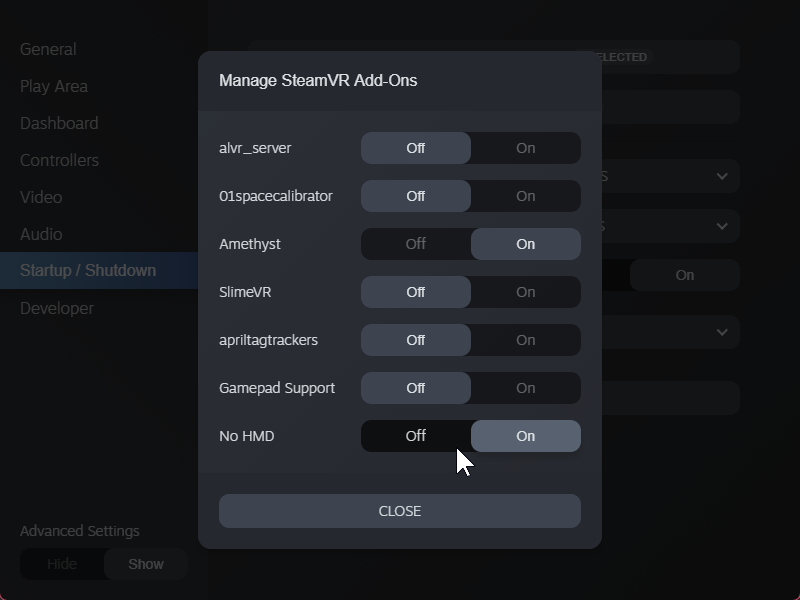 General
Play Area
Dashboard
Controllers
Video
Audio
Startup / Shutdown
Developer
Advanced Settings
Hide Show
Manage SteamVR Add-Ons
alvr_server Off On
01spacecalibrator Off On
Amethyst Off On
SlimeVR Off On
apriltagtrackers Off On
Gamepad Support Off On
No HMD Off On
CLOSE
On